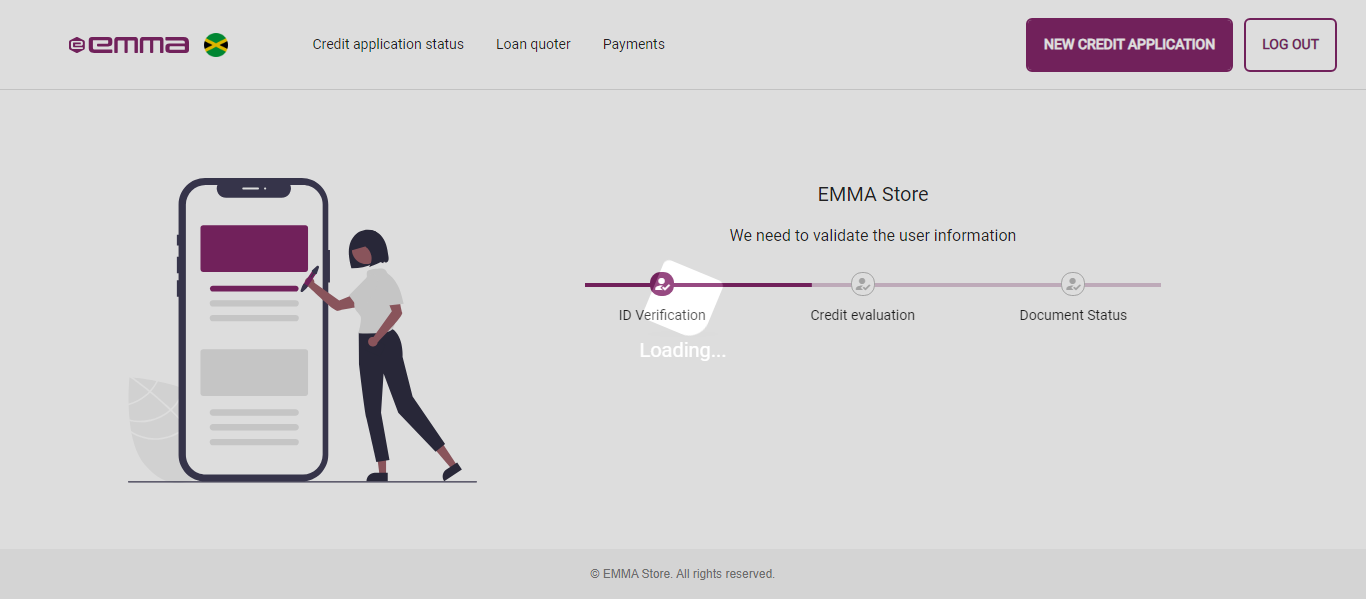 emma
Credit application status
Loan quoter
Payments
NEW CREDIT APPLICATION
LOG OUT
EMMA Store
We need to validate the user information
ID Verification
Credit evaluation
Document Status
Loading...
© EMMA Store. All rights reserved.